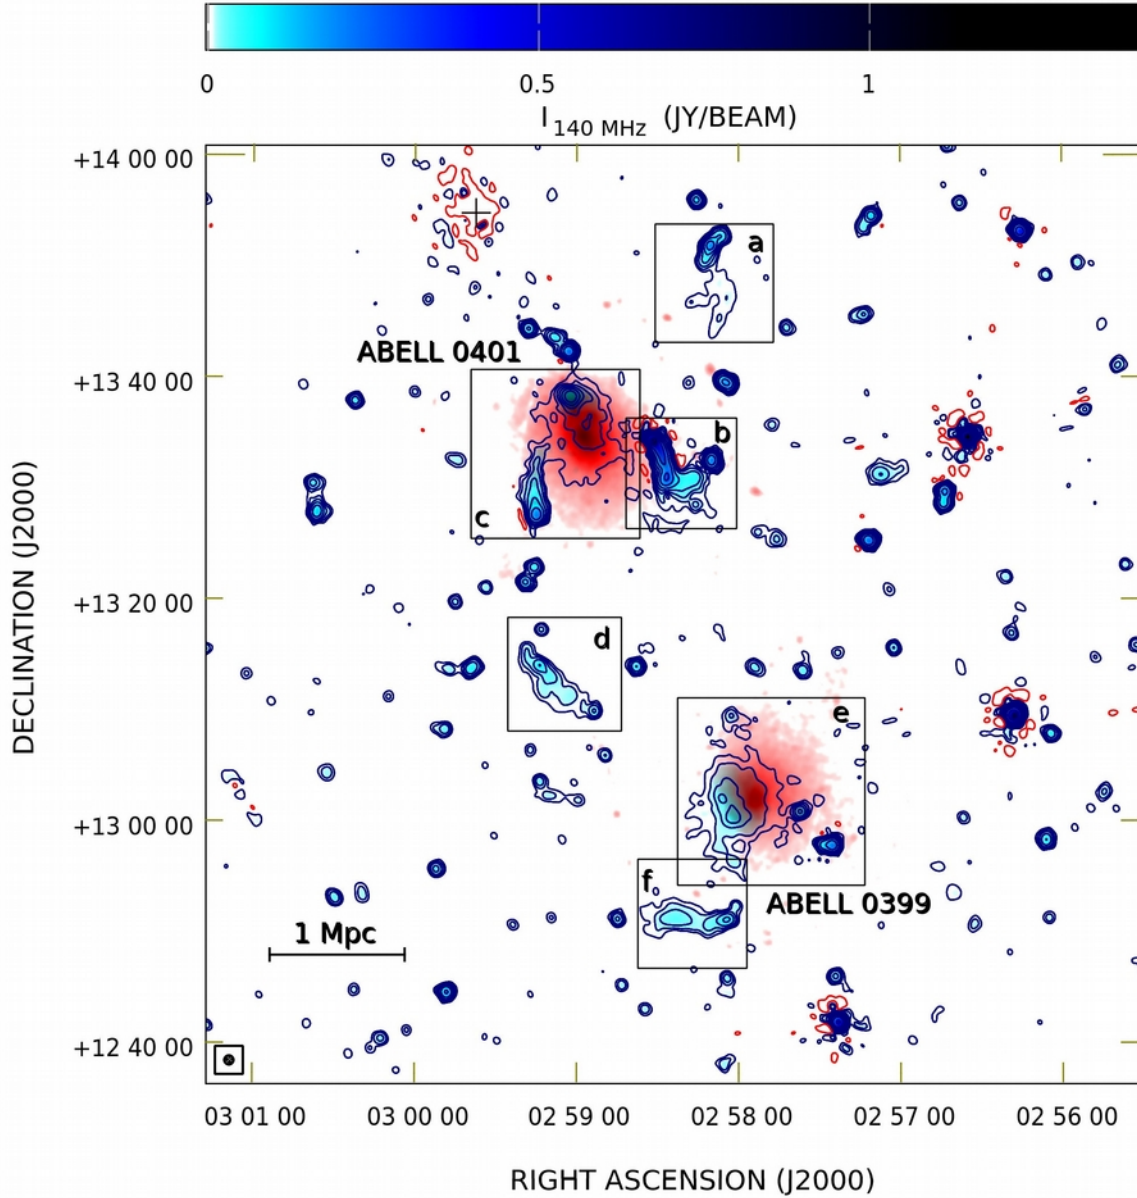 0 0.5 1
I 140 MHz (JY/BEAM)
+14 00 00
a
ABELL 0401
+13 40 00
b
c
+13 20 00
d
e
+13 00 00
f
ABELL 0399
1 Mpc
+12 40 00
03 01 00 03 00 00 02 59 00 02 58 00 02 57 00 02 56 00
RIGHT ASCENSION (J2000)
DECLINATION (J2000)